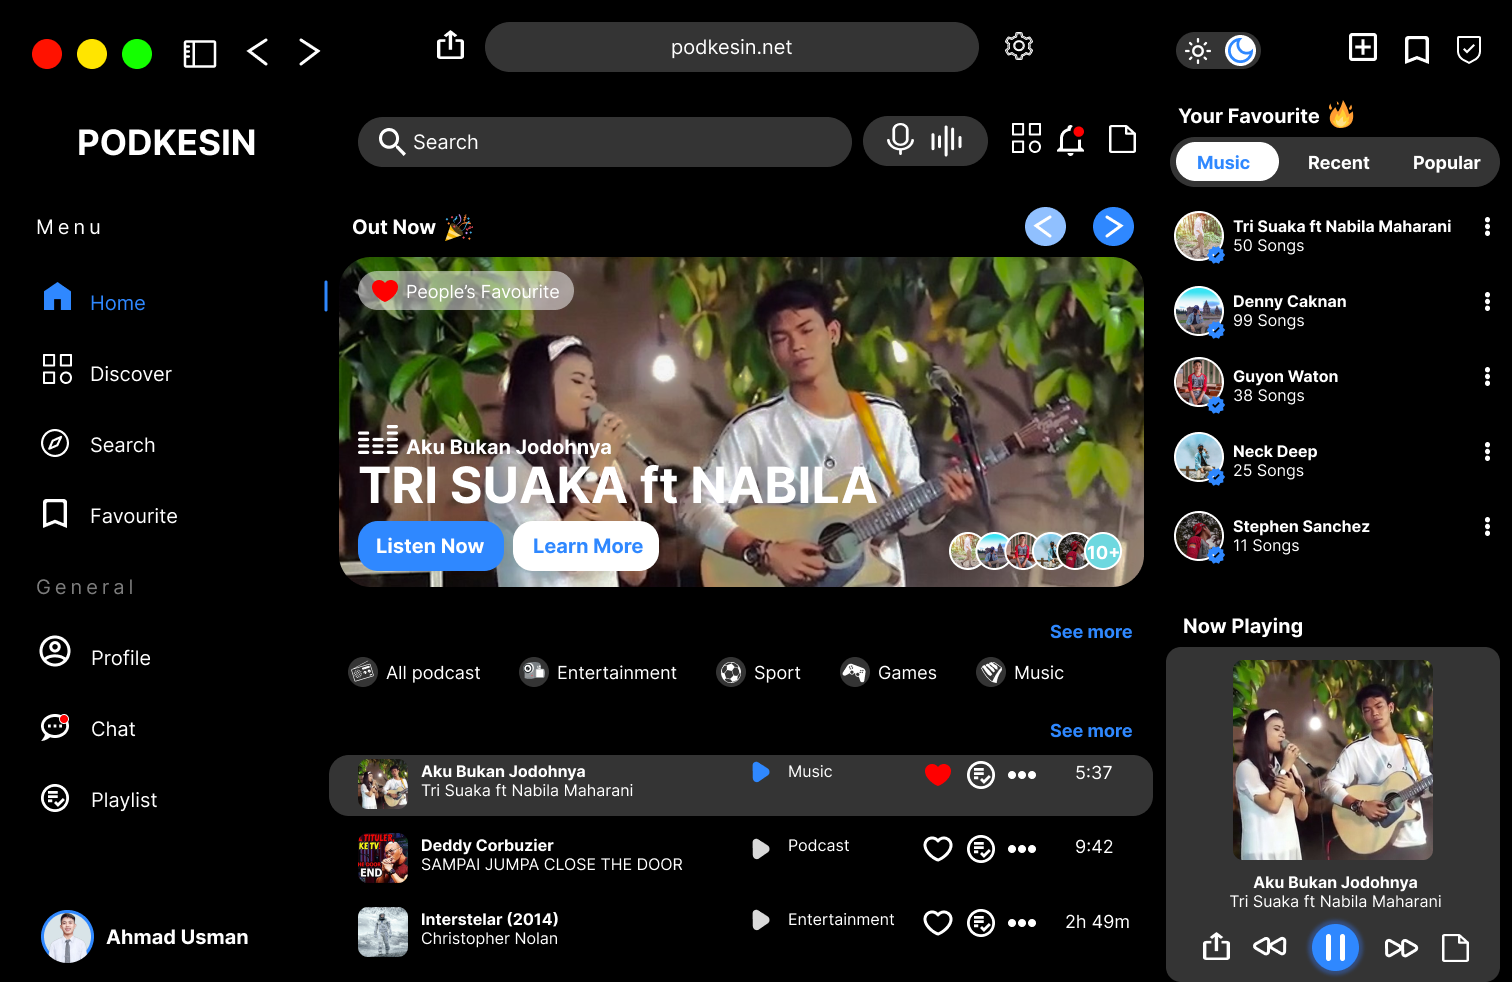 podkesin.net
PODKESIN
Search
Your Favourite
Music
Recent
Popular
Menu
Home
Discover
Search
Favourite
General
Profile
Chat
Playlist
Ahmad Usman
Out Now
People's Favourite
Aku Bukan Jodohnya
TRI SUAKA ft NABILA
Listen Now
Learn More
10+
See more
All podcast
Entertainment
Sport
Games
Music
See more
Aku Bukan Jodohnya
Tri Suaka ft Nabila Maharani
Music
5:37
TITULER
KE TV
END
Deddy Corbuzier
SAMPAI JUMPA CLOSE THE DOOR
Podcast
9:42
Interstelar (2014)
Christopher Nolan
Entertainment
2h 49m
Tri Suaka ft Nabila Maharani
50 Songs
Denny Caknan
99 Songs
Guyon Waton
38 Songs
Neck Deep
25 Songs
Stephen Sanchez
11 Songs
Now Playing
Aku Bukan Jodohnya
Tri Suaka ft Nabila Maharani